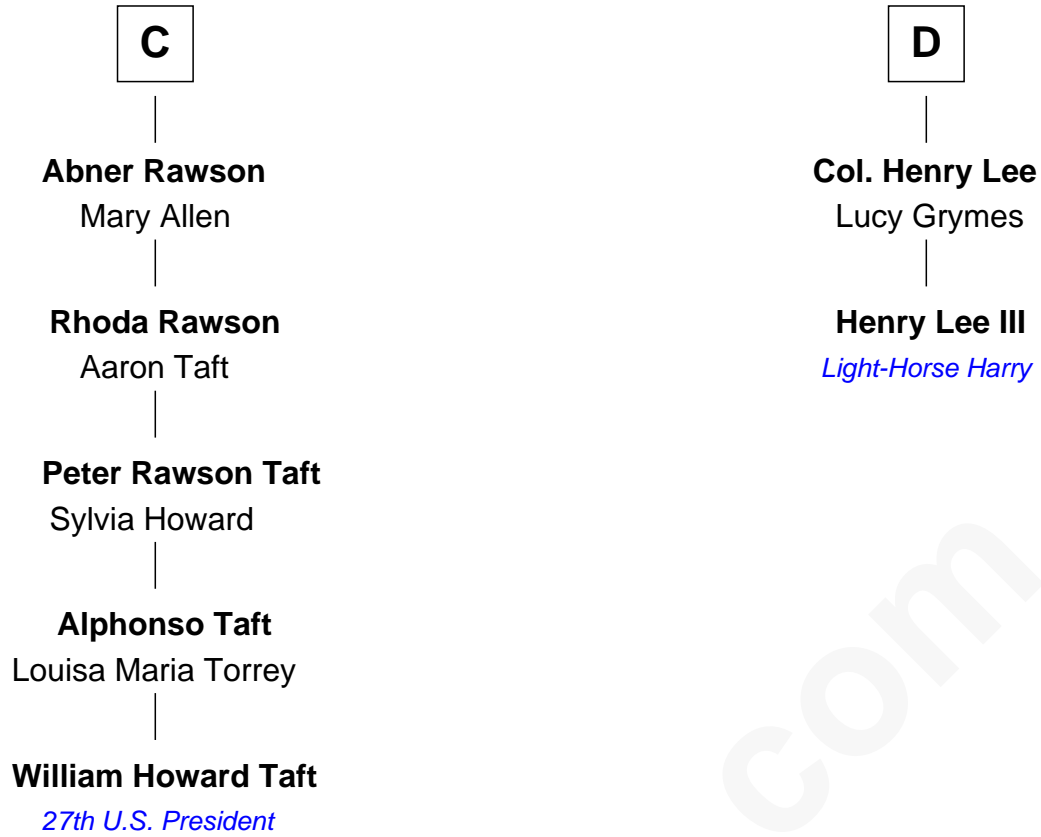 C
Abner Rawson
Mary Allen
Rhoda Rawson
Aaron Taft
Peter Rawson Taft
Sylvia Howard
Alphonso Taft
Louisa Maria Torrey
William Howard Taft
27th U.S. President
D
Col. Henry Lee
Lucy Grymes
Henry Lee III
Light-Horse Harry
com